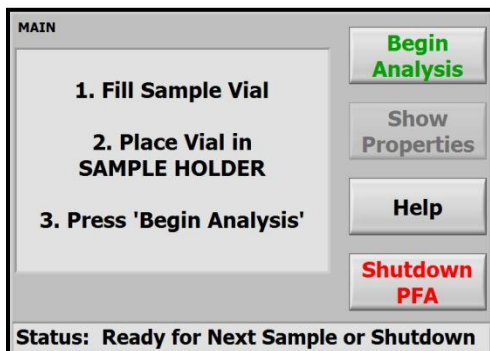 MAIN
1. Fill Sample Vial
2. Place Vial in
SAMPLE HOLDER
3. Press 'Begin Analysis'
Begin
Analysis
Show
Properties
Help
Shutdown
PFA
Status: Ready for Next Sample or Shutdown